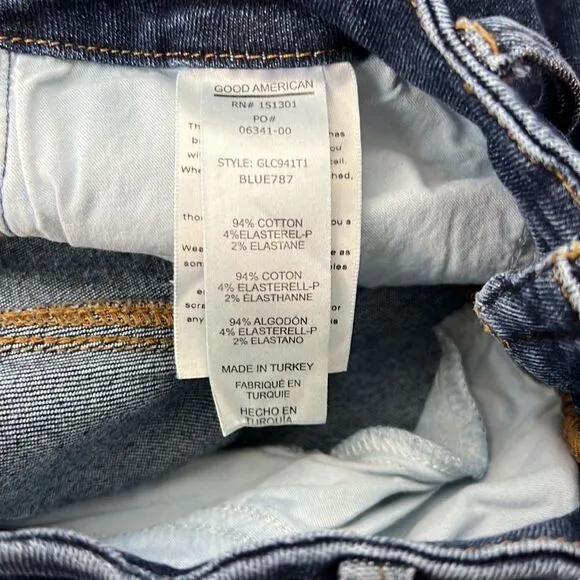 GOOD AMERICAN
RN# 151301
PO#
06341-00
STYLE: GLC941T1
BLUE787
94% COTTON
4%ELASTEREL-P
2% ELASTANE
94% COTON
4% ELASTERELL-P
2% ÉLASTHANNE
94% ALGODÓN
4% ELASTERELL-P
2% ELASTANO
MADE IN TURKEY
FABRIQUÉ EN
TURQUIE
HECHO EN
TURQUÍA